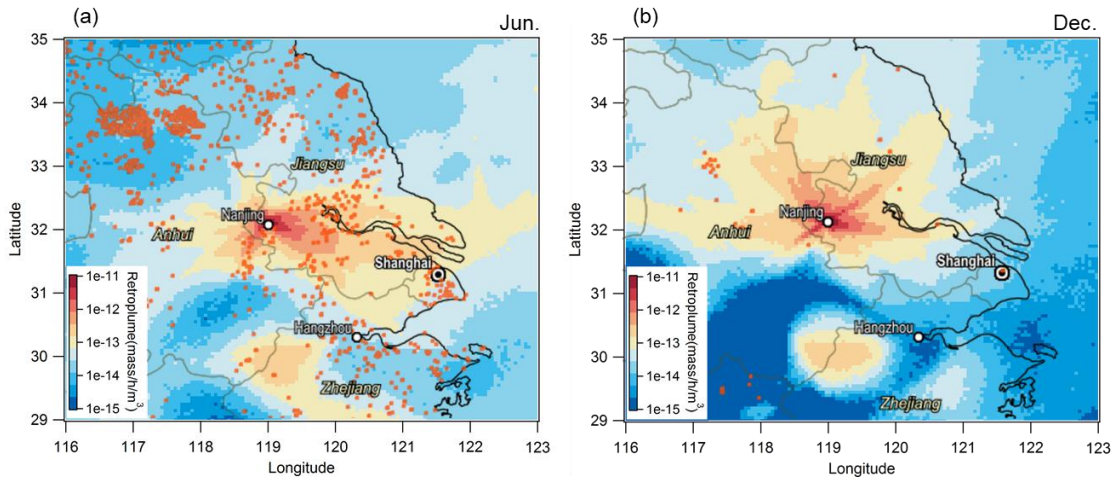 (a)
Jun.
35
34
33
32
31
30
29
Latitude
116 117 118 119 120 121 122 123
Longitude
Jiangsu
Nanjing
Anhui
Shanghai
Hangzhou
Zhejiang
1e-11
1e-12
1e-13
1e-14
1e-15
Retroplume(mass/h/m³)
(b)
Dec.
35
34
33
32
31
30
29
Latitude
116 117 118 119 120 121 122 123
Longitude
Jiangsu
Nanjing
Anhui
Shanghai
Hangzhou
Zhejiang
1e-11
1e-12
1e-13
1e-14
1e-15
Retroplume(mass/h/m³)